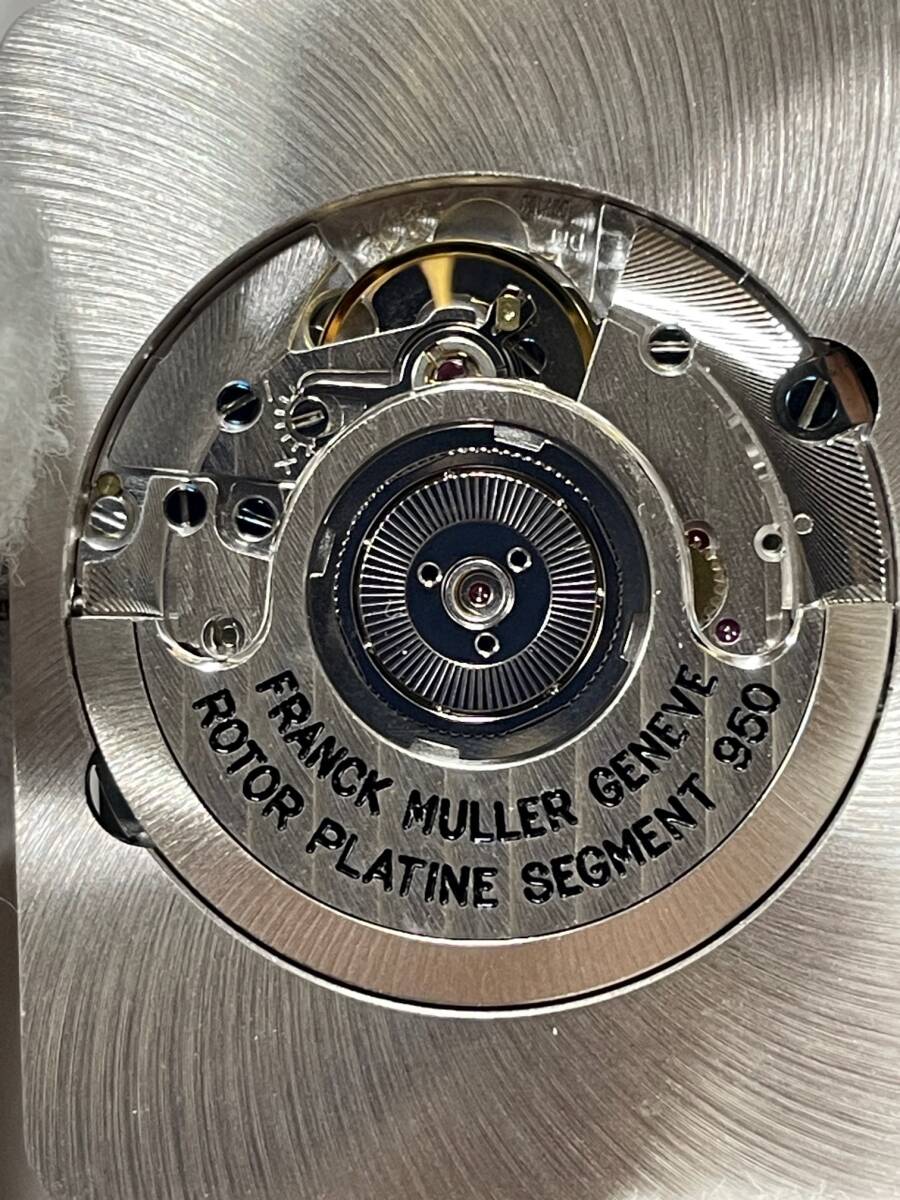 FRANCK MULLER GENEVE
ROTOR PLATINE SEGMENT 950